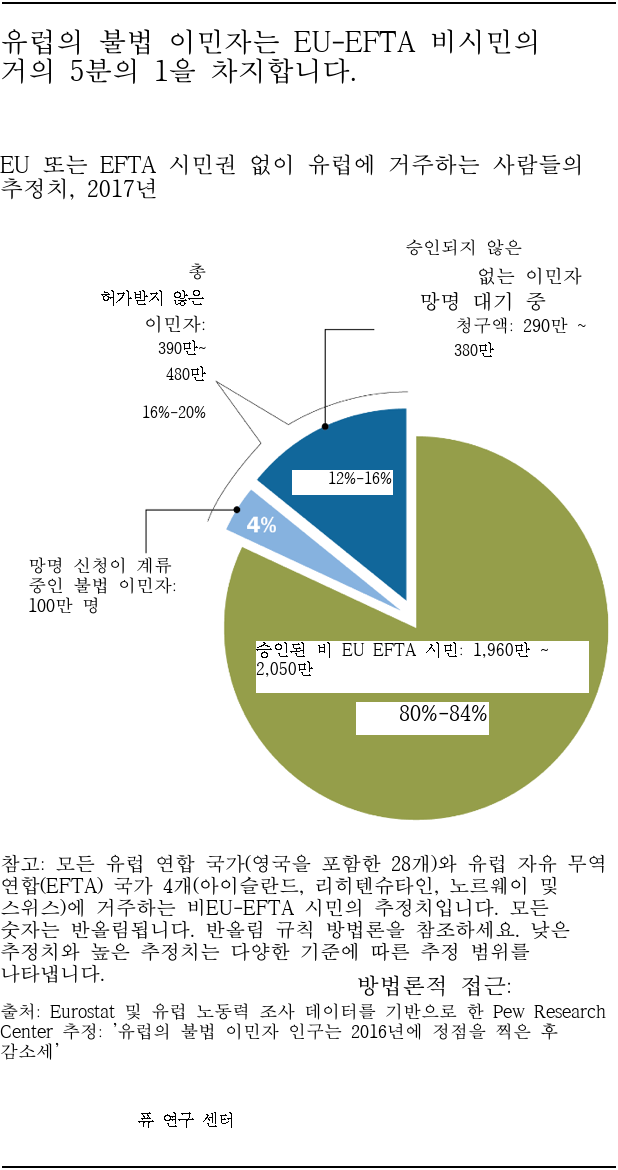 유럽의 불법 이민자는 EU-EFTA 비시민의
거의 5분의 1을 차지합니다.
EU 또는 EFTA 시민권 없이 유럽에 거주하는 사람들의
추정치, 2017년
총
허가받지 않은
이민자:
390만~
480만
16%-20%
승인되지 않은
없는 이민자
망명 대기 중
청구액: 290만 ~
380만
12%-16%
4%
망명 신청이 계류
중인 불법 이민자:
100만 명
승인된 비 EU EFTA 시민: 1,960만 ~
2,050만
80%-84%
참고: 모든 유럽 연합 국가(영국을 포함한 28개)와 유럽 자유 무역
연합(EFTA) 국가 4개(아이슬란드, 리히텐슈타인, 노르웨이 및
스위스)에 거주하는 비EU-EFTA 시민의 추정치입니다. 모든
숫자는 반올림됩니다. 반올림 규칙 방법론을 참조하세요. 낮은
추정치와 높은 추정치는 다양한 기준에 따른 추정 범위를
나타냅니다.
방법론적 접근:
출처: Eurostat 및 유럽 노동력 조사 데이터를 기반으로 한 Pew Research
Center 추정: '유럽의 불법 이민자 인구는 2016년에 정점을 찍은 후
감소세'
퓨 연구 센터